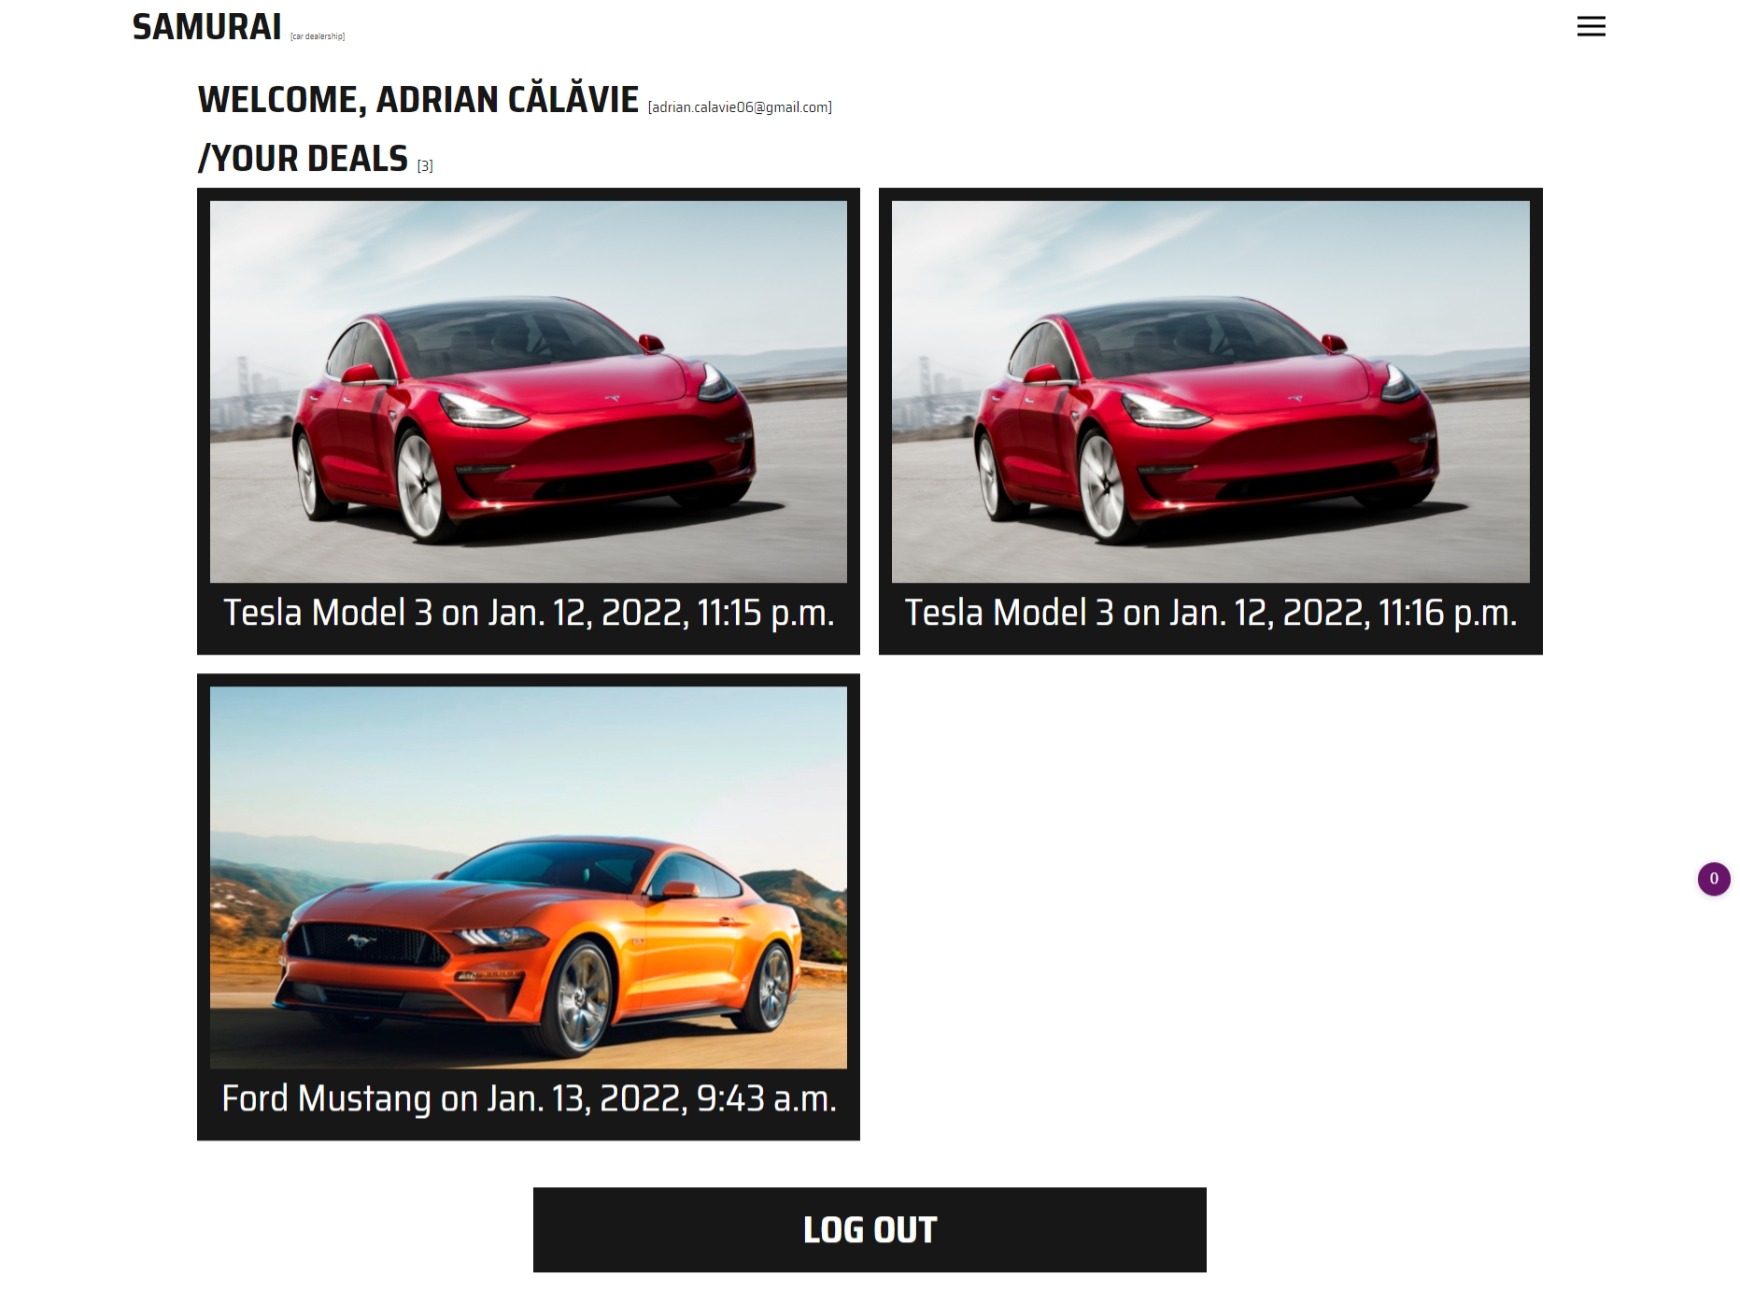 SAMURAI [car dealership]
WELCOME, ADRIAN CĂLĂVIE [adrian.calavie06@gmail.com]
/YOUR DEALS [3]
Tesla Model 3 on Jan. 12, 2022, 11:15 p.m.
Tesla Model 3 on Jan. 12, 2022, 11:16 p.m.
Ford Mustang on Jan. 13, 2022, 9:43 a.m.
0
LOG OUT